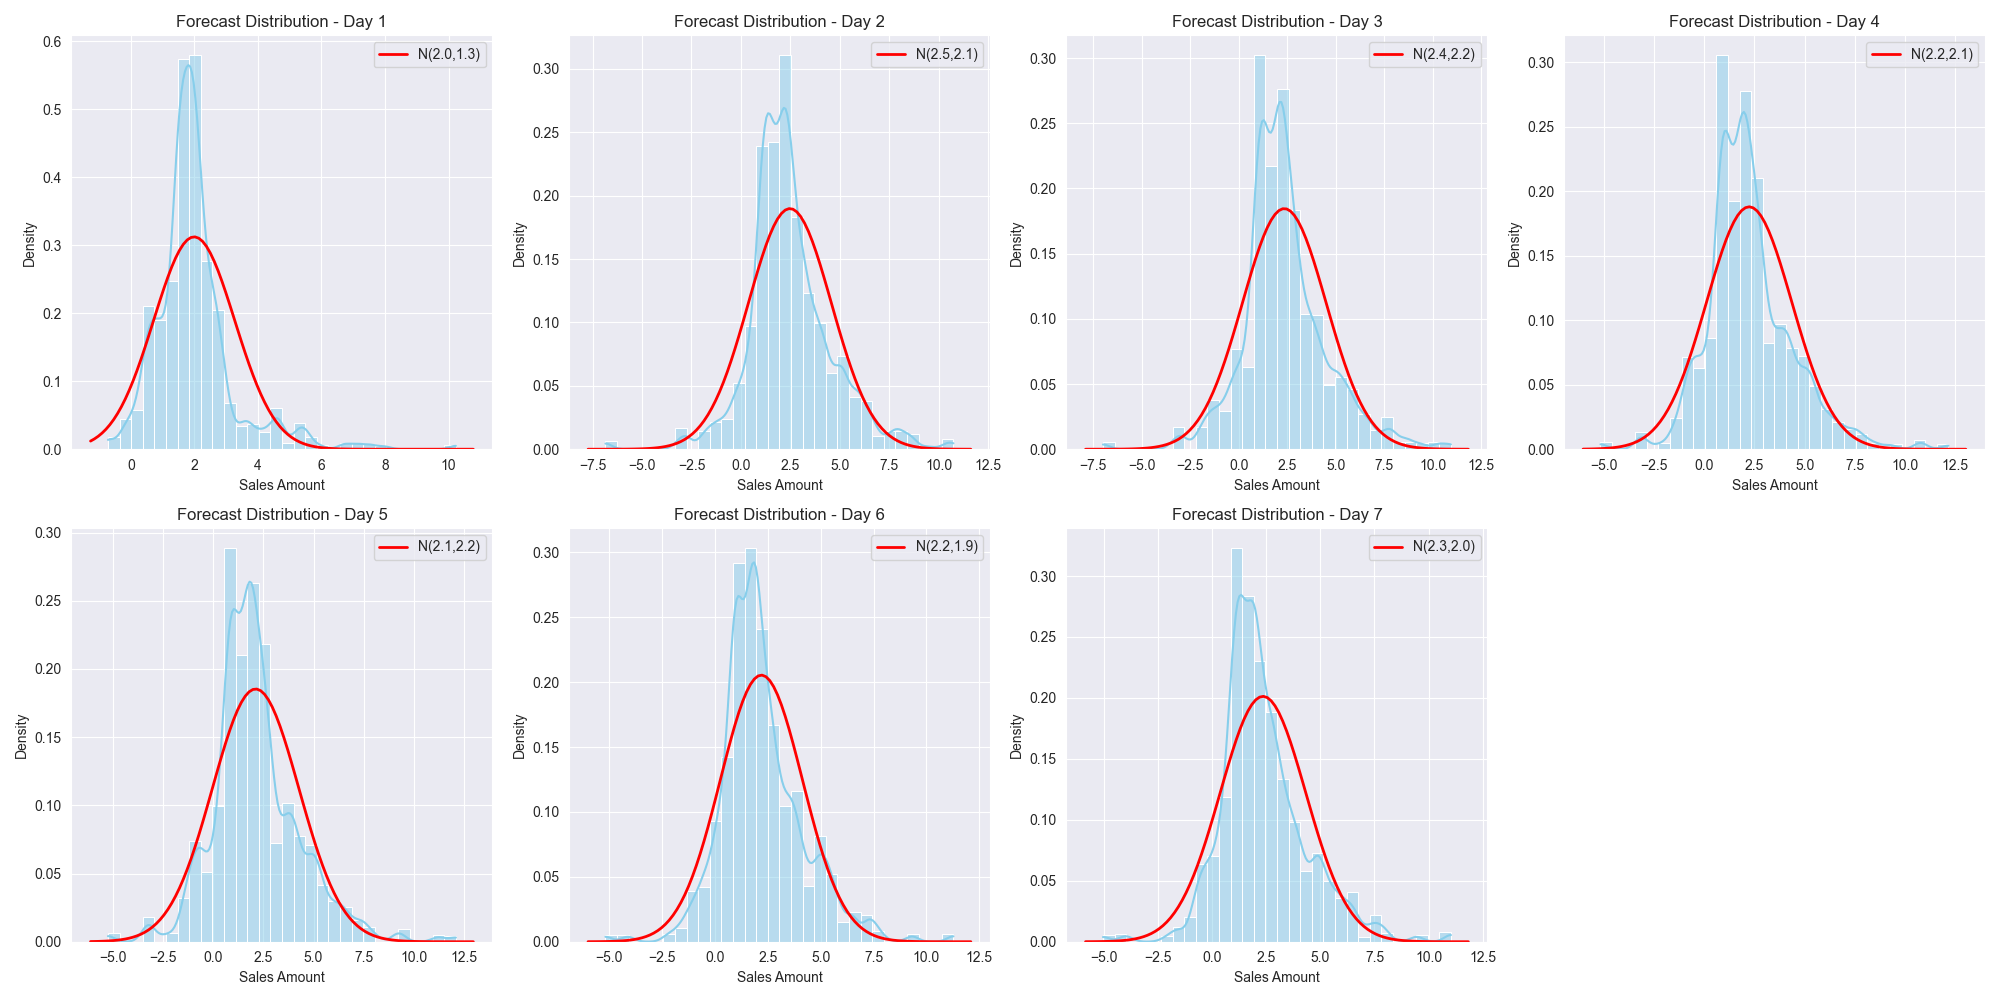 Forecast Distribution - Day 1
N(2.0,1.3)
Density
0.6
0.5
0.4
0.3
0.2
0.1
0.0
0 2 4 6 8 10
Sales Amount
Forecast Distribution - Day 2
N(2.5,2.1)
Density
0.30
0.25
0.20
0.15
0.10
0.05
0.00
−7.5 −5.0 −2.5 0.0 2.5 5.0 7.5 10.0 12.5
Sales Amount
Forecast Distribution - Day 3
N(2.4,2.2)
Density
0.30
0.25
0.20
0.15
0.10
0.05
0.00
−7.5 −5.0 −2.5 0.0 2.5 5.0 7.5 10.0 12.5
Sales Amount
Forecast Distribution - Day 4
N(2.2,2.1)
Density
0.30
0.25
0.20
0.15
0.10
0.05
0.00
−5.0 −2.5 0.0 2.5 5.0 7.5 10.0 12.5
Sales Amount
Forecast Distribution - Day 5
N(2.1,2.2)
Density
0.30
0.25
0.20
0.15
0.10
0.05
0.00
−5.0 −2.5 0.0 2.5 5.0 7.5 10.0 12.5
Sales Amount
Forecast Distribution - Day 6
N(2.2,1.9)
Density
0.30
0.25
0.20
0.15
0.10
0.05
0.00
−5.0 −2.5 0.0 2.5 5.0 7.5 10.0 12.5
Sales Amount
Forecast Distribution - Day 7
N(2.3,2.0)
Density
0.30
0.25
0.20
0.15
0.10
0.05
0.00
−5.0 −2.5 0.0 2.5 5.0 7.5 10.0 12.5
Sales Amount